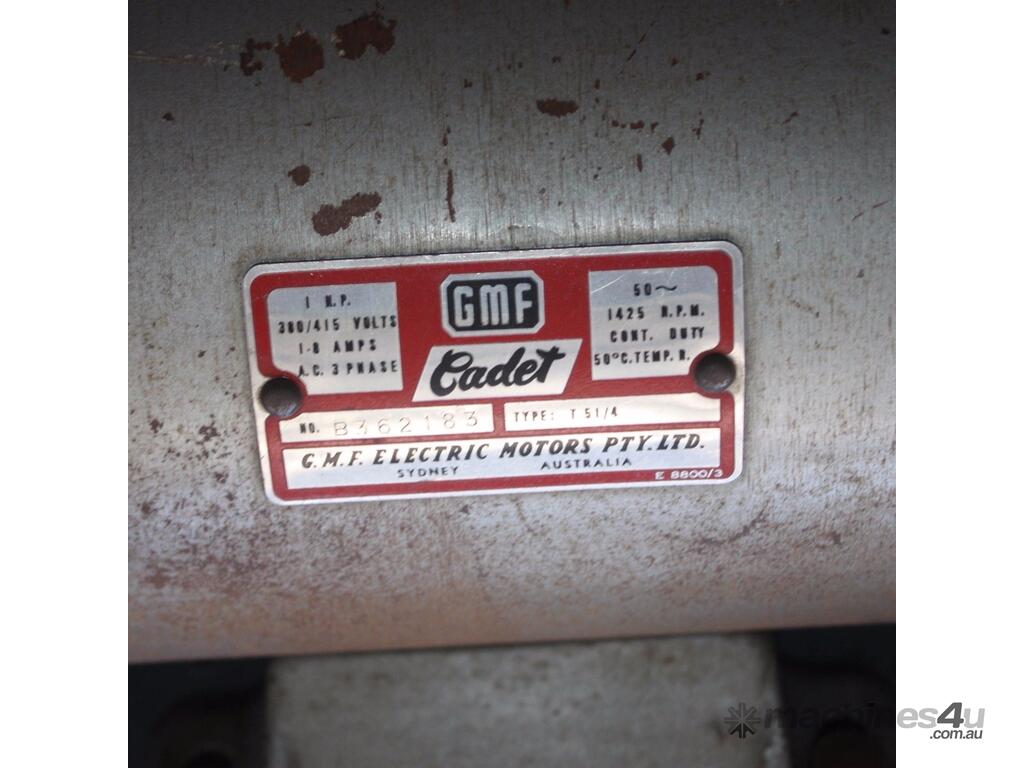 1 H.P.
380/415 VOLTS
1·8 AMPS
A.C. 3 PHASE
GMF
Cadet
50~
1425 R.P.M.
CONT. DUTY
50°C. TEMP. R.
NO. B362183
TYPE: T 51/4
G.M.F. ELECTRIC MOTORS PTY. LTD.
SYDNEY AUSTRALIA
E 8800/3
machines4u
.com.au